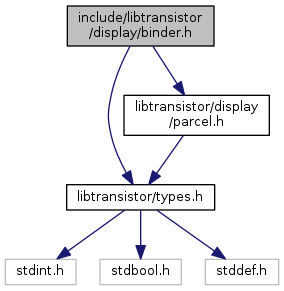 include/libtransistor
/display/binder.h
libtransistor/display
/parcel.h
libtransistor/types.h
stdint.h
stdbool.h
stddef.h